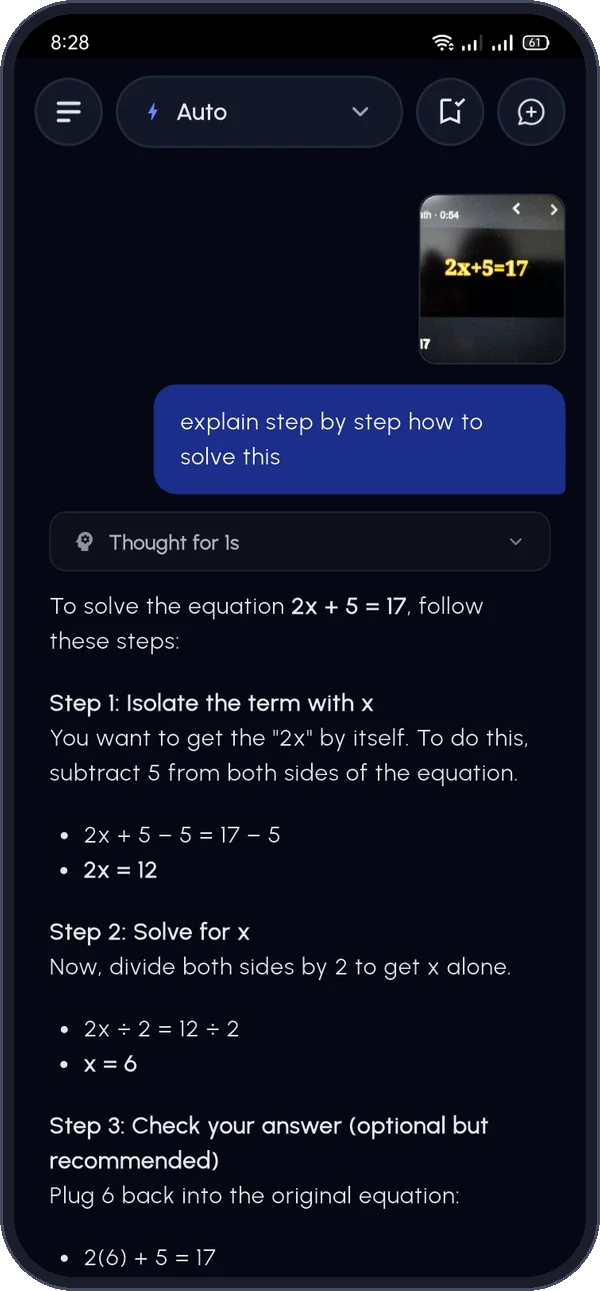 8:28
61
Auto
ath · 0:54
2x+5=17
17
explain step by step how to
solve this
Thought for 1s
To solve the equation 2x + 5 = 17, follow
these steps:
Step 1: Isolate the term with x
You want to get the "2x" by itself. To do this,
subtract 5 from both sides of the equation.
• 2x + 5 − 5 = 17 − 5
• 2x = 12
Step 2: Solve for x
Now, divide both sides by 2 to get x alone.
• 2x ÷ 2 = 12 ÷ 2
• x = 6
Step 3: Check your answer (optional but
recommended)
Plug 6 back into the original equation:
• 2(6) + 5 = 17